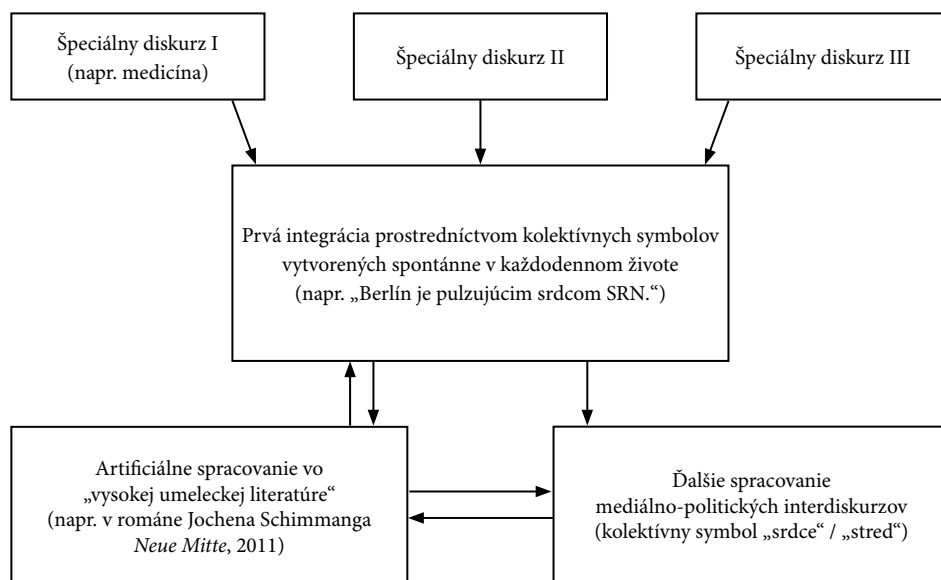 Špeciálny diskurz I
(napr. medicína)
Špeciálny diskurz II
Špeciálny diskurz III
Prvá integrácia prostredníctvom kolektívnych symbolov
vytvorených spontánne v každodennom živote
(napr. „Berlín je pulzujúcim srdcom SRN.“)
Artificiálne spracovanie vo
„vysokej umeleckej literatúre“
(napr. v románe Jochena Schimmanga
Neue Mitte, 2011)
Ďalšie spracovanie
mediálno-politických interdiskurzov
(kolektívny symbol „srdce“ / „stred“)